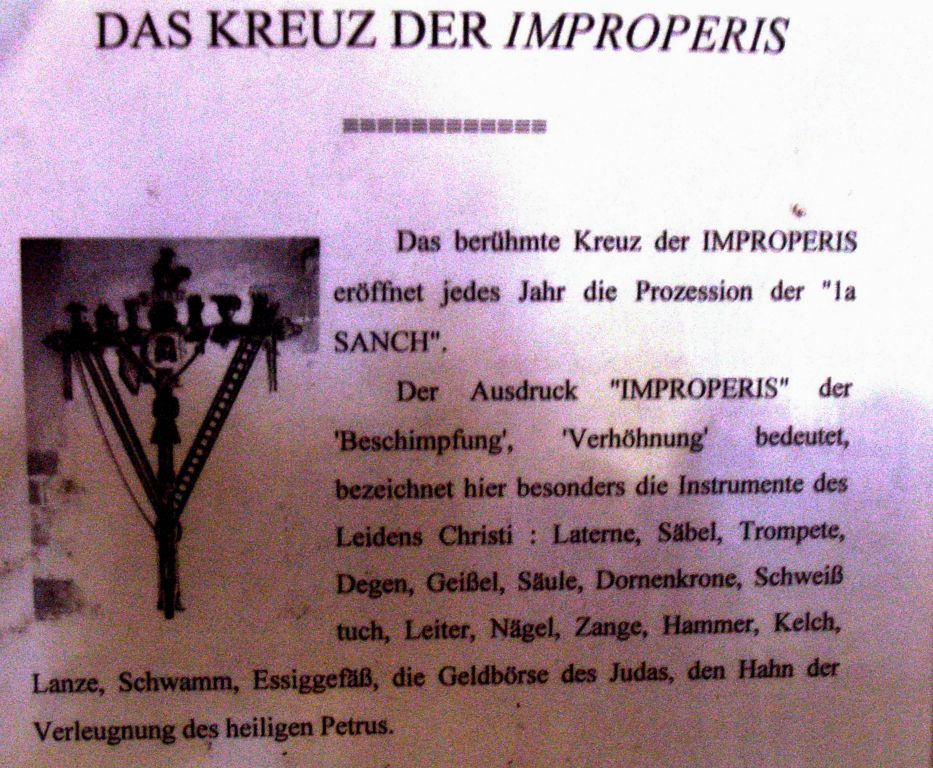 DAS KREUZ DER IMPROPERIS
Das berühmte Kreuz der IMPROPERIS
eröffnet jedes Jahr die Prozession der "1a
SANCH".
Der Ausdruck "IMPROPERIS" der
'Beschimpfung', 'Verhöhnung' bedeutet,
bezeichnet hier besonders die Instrumente des
Leidens Christi : Laterne, Säbel, Trompete,
Degen, Geißel, Säule, Dornenkrone, Schweiß
tuch, Leiter, Nägel, Zange, Hammer, Kelch,
Lanze, Schwamm, Essiggefäß, die Geldbörse des Judas, den Hahn der
Verleugnung des heiligen Petrus.